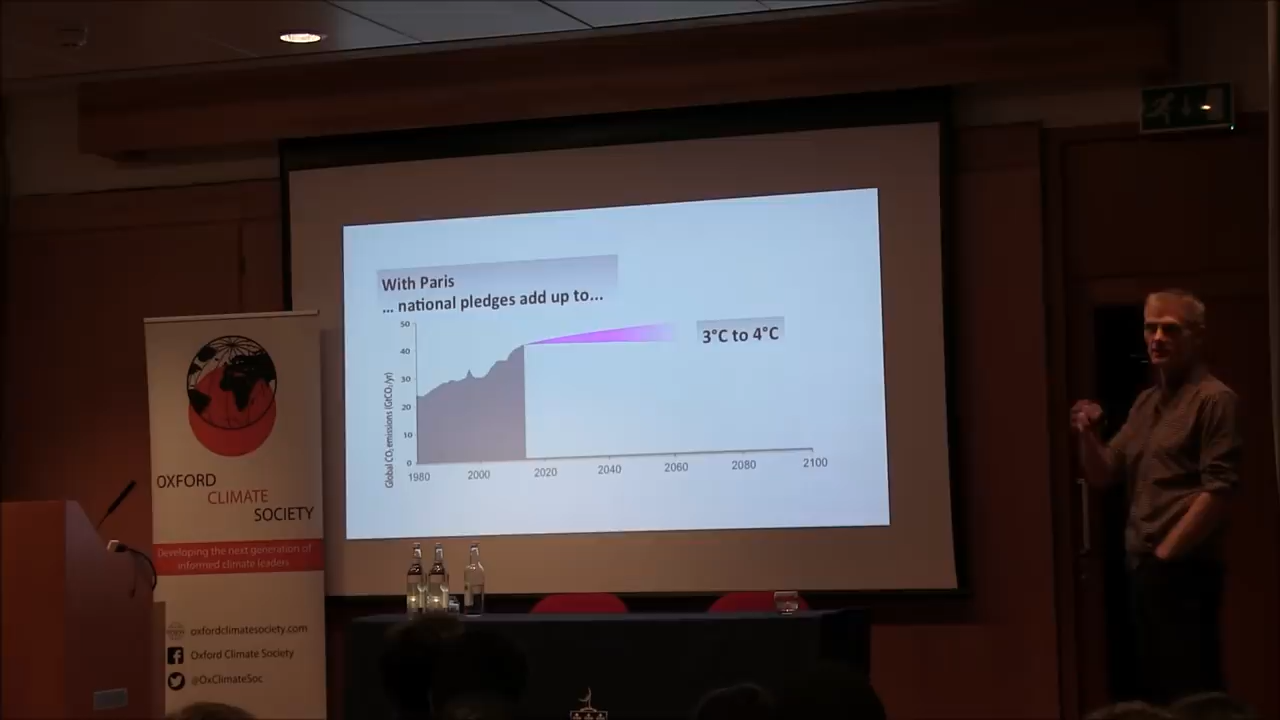 With Paris
... national pledges add up to...
50
40
30
20
10
0
Global CO₂ emissions (GtCO₂/yr)
1980
2000
2020
2040
2060
2080
2100
3°C to 4°C
OXFORD
CLIMATE
SOCIETY
Developing the next generation of
informed climate leaders
www
oxfordclimatesociety.com
Oxford Climate Society
@OxClimateSoc